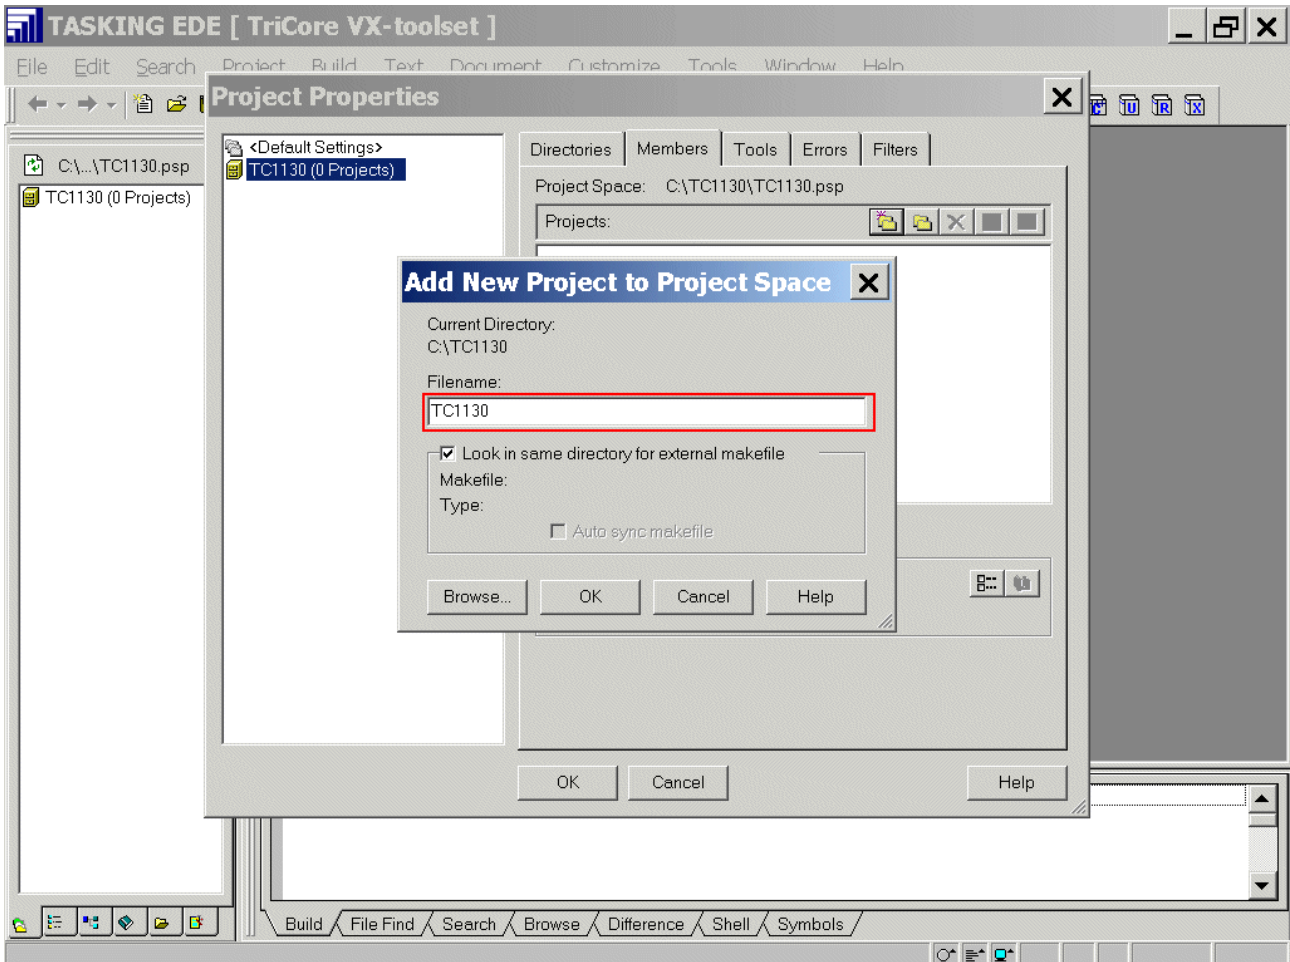 TASKING EDE [ TriCore VX-toolset ]
File Edit Search Project Build Text Document Customize Tools Window Help
Project Properties
C:\...\TC1130.psp
TC1130 (0 Projects)
<Default Settings>
TC1130 (0 Projects)
Directories Members Tools Errors Filters
Project Space: C:\TC1130\TC1130.psp
Projects:
Add New Project to Project Space
Current Directory:
C:\TC1130
Filename:
TC1130
Look in same directory for external makefile
Makefile:
Type:
Auto sync makefile
Browse... OK Cancel Help
OK Cancel Help
Build File Find Search Browse Difference Shell Symbols